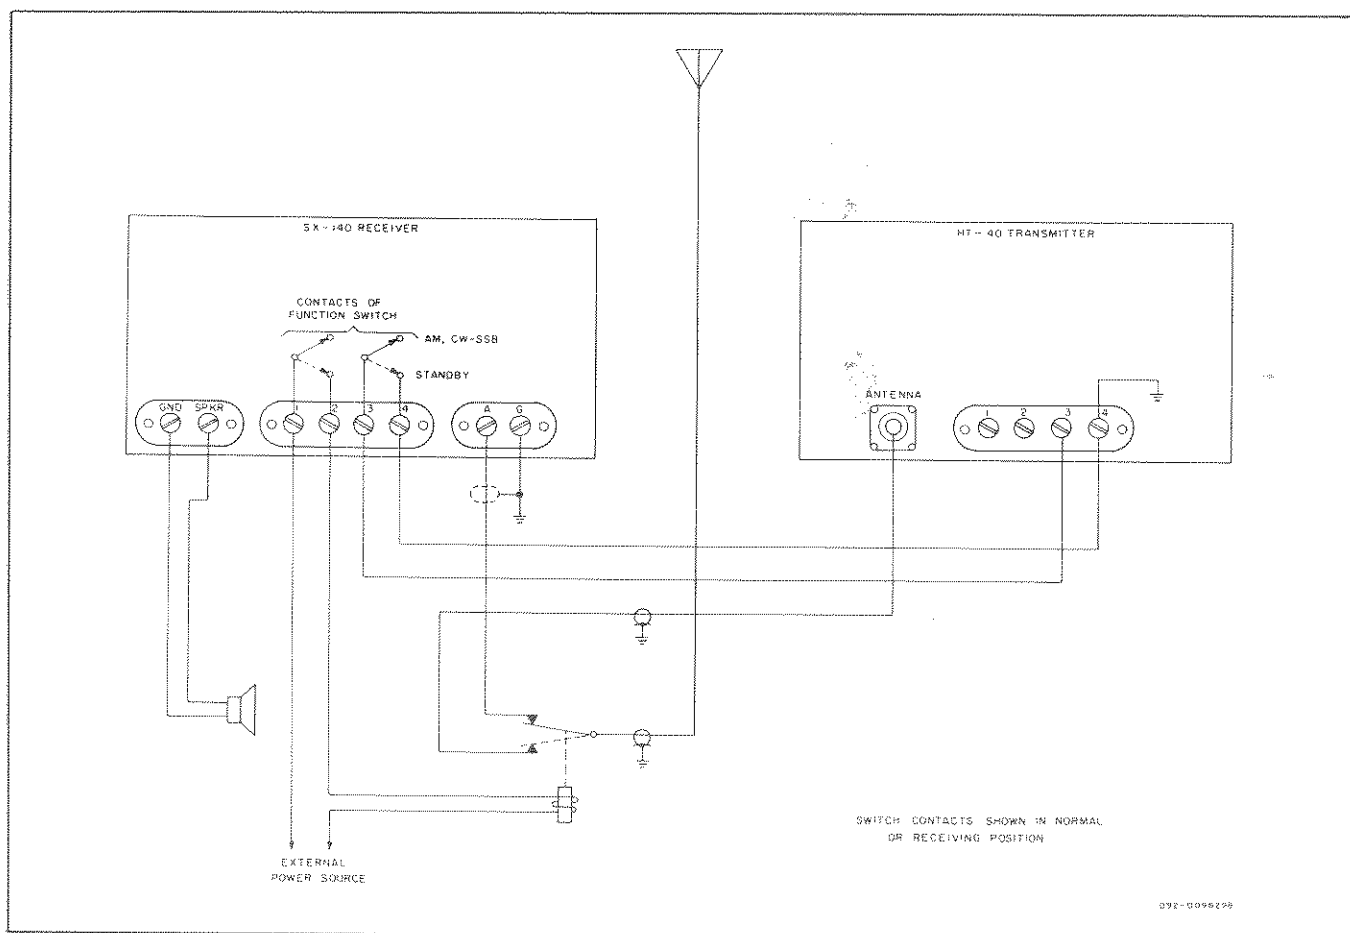 SX-140 RECEIVER
HT-40 TRANSMITTER
CONTACTS OF
FUNCTION SWITCH
AM, CW-SSB
STANDBY
GND SPKR
1 2 3 4
A G
ANTENNA
1 2 3 4
SWITCH CONTACTS SHOWN IN NORMAL
OR RECEIVING POSITION
EXTERNAL
POWER SOURCE